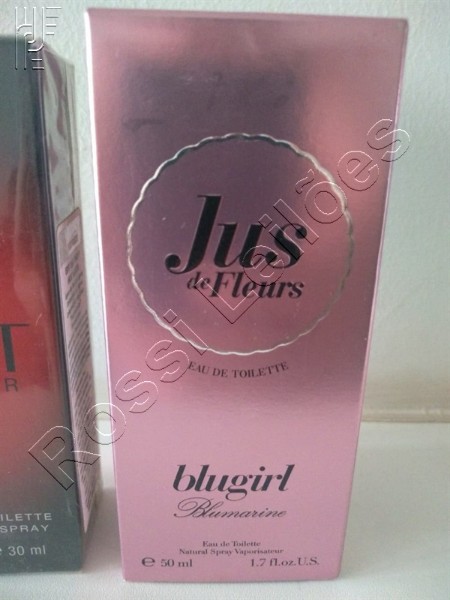 Jus
de Fleurs
EAU DE TOILETTE
blugirl
Blumarine
Eau de Toilette
Natural Spray Vaporisateur
e 50 ml 1.7 fl.oz.U.S.
T
R
ILETTE
SPRAY
e 30 ml
Rossi Leilões